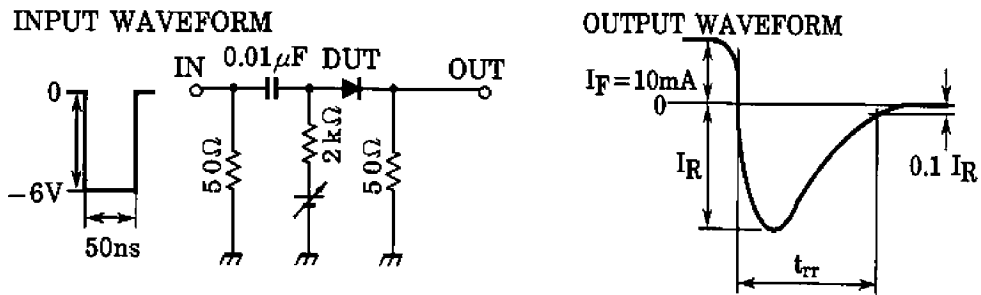 INPUT WAVEFORM
0
−6V
50ns
IN
0.01μF
DUT
OUT
50Ω
2kΩ
50Ω
OUTPUT WAVEFORM
IF=10mA
0
IR
0.1 IR
trr